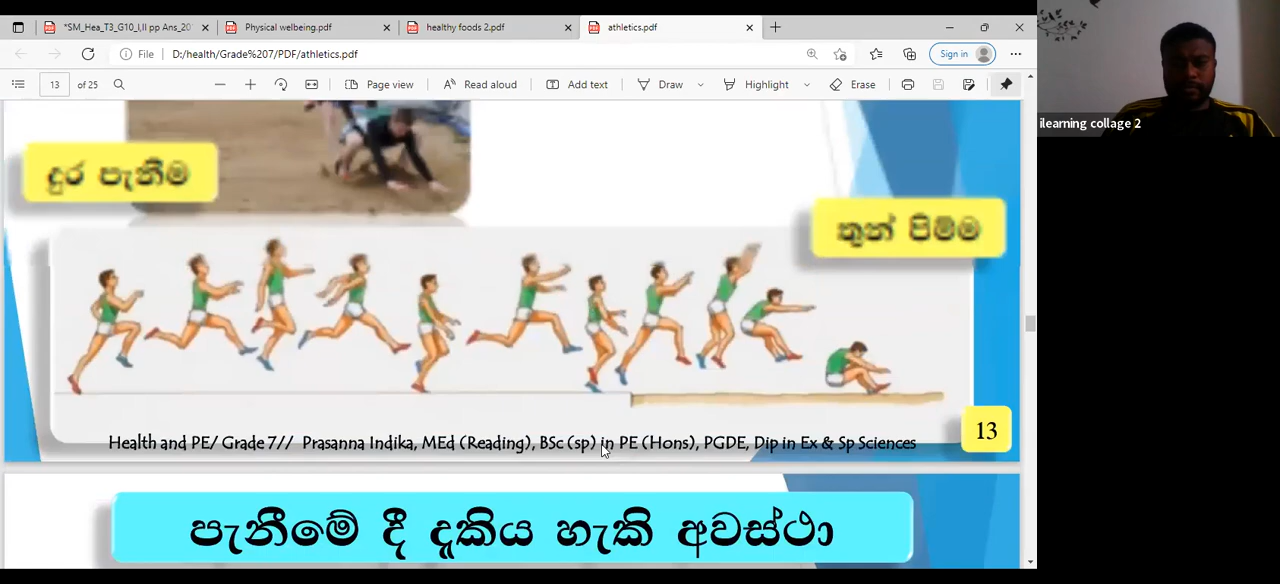 *SM_Hea_T3_G10_I,II pp Ans_20
Physical welbeing.pdf
healthy foods 2.pdf
athletics.pdf
File D:/health/Grade%207/PDF/athletics.pdf
Sign in
13 of 25
Page view
Read aloud
Add text
Draw
Highlight
Erase
ilearning collage 2
දුර පැනීම
තුන් පිම්ම
13
Health and PE/ Grade 7// Prasanna Indika, MEd (Reading), BSc (sp) in PE (Hons), PGDE, Dip in Ex & Sp Sciences
පැනීමේ දී දැකිය හැකි අවස්ථා